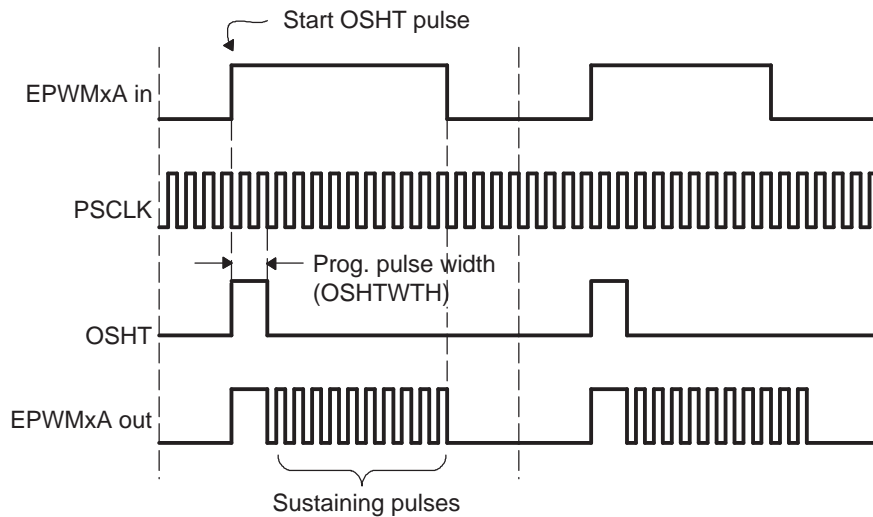 Start OSHT pulse
EPWMxA in
PSCLK
Prog. pulse width
(OSHTWTH)
OSHT
EPWMxA out
Sustaining pulses